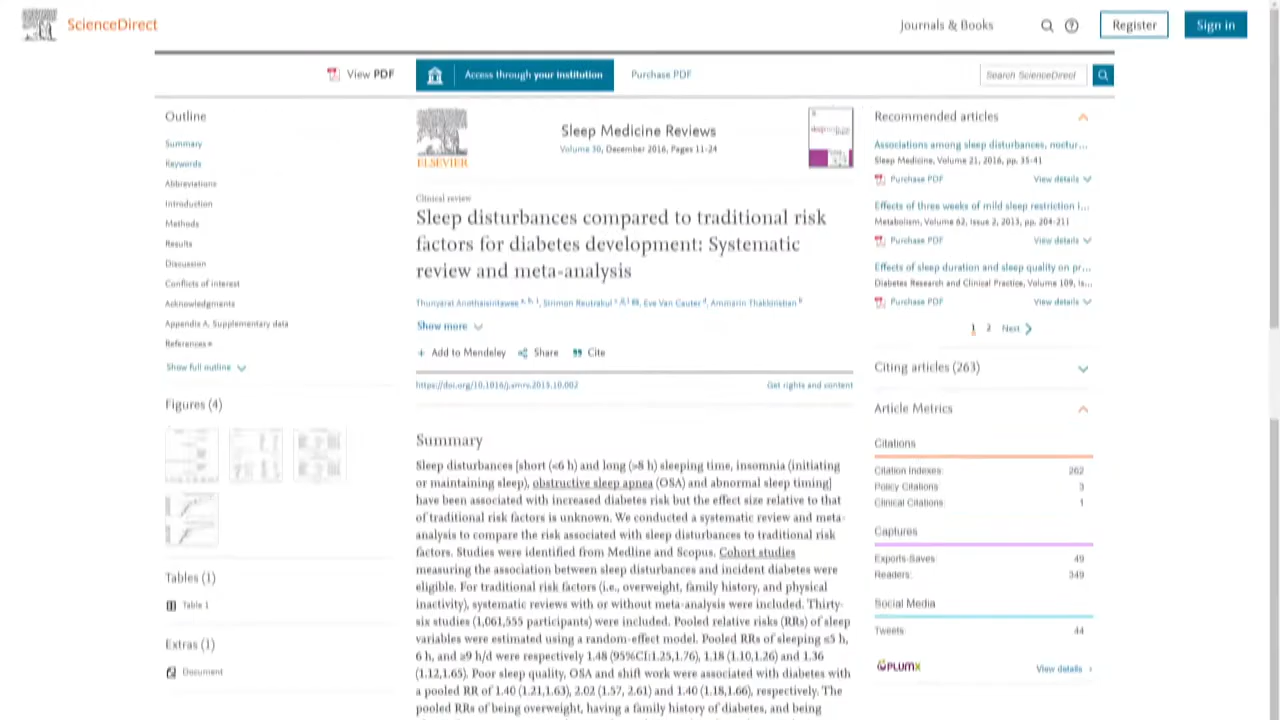 ScienceDirect
Journals & Books
Register
Sign in
View PDF
Access through your institution
Purchase PDF
Search ScienceDirect
Outline
Summary
Keywords
Abbreviations
Introduction
Methods
Results
Discussion
Conflicts of interest
Acknowledgments
Appendix A. Supplementary data
References
Show full outline
Figures (4)
Tables (1)
Table 1
Extras (1)
Document
ELSEVIER
Sleep Medicine Reviews
Volume 30, December 2016, Pages 11-24
Clinical review
Sleep disturbances compared to traditional risk
factors for diabetes development: Systematic
review and meta-analysis
Thunyarat Anothaisintawee a, b, 1, Sirimon Reutrakul, Eve Van Cauter d, Ammarin Thakkinstian b
Show more
+ Add to Mendeley
Share
Cite
Get rights and content
Summary
Sleep disturbances [short (<6 h) and long (>8 h) sleeping time, insomnia (initiating
or maintaining sleep), obstructive sleep apnea (OSA) and abnormal sleep timing]
have been associated with increased diabetes risk but the effect size relative to that
of traditional risk factors is unknown. We conducted a systematic review and meta-
analysis to compare the risk associated with sleep disturbances to traditional risk
factors. Studies were identified from Medline and Scopus. Cohort studies
measuring the association between sleep disturbances and incident diabetes were
eligible. For traditional risk factors (i.e., overweight, family history, and physical
inactivity), systematic reviews with or without meta-analysis were included. Thirty-
six studies (1,061,555 participants) were included. Pooled relative risks (RRs) of sleep
variables were estimated using a random-effect model. Pooled RRs of sleeping ≤5 h,
6 h, and ≥9 h/d were respectively 1.48 (95%CI:1.25,1.76), 1.18 (1.10,1.26) and 1.36
(1.12,1.65). Poor sleep quality, OSA and shift work were associated with diabetes with
a pooled RR of 1.40 (1.21,1.63), 2.02 (1.57, 2.61) and 1.40 (1.18,1.66), respectively. The
pooled RRs of being overweight, having a family history of diabetes, and being
Recommended articles
Associations among sleep disturbances, noctur...
Sleep Medicine, Volume 21, 2016, pp. 35-41
Purchase PDF
View details
Effects of three weeks of mild sleep restriction i...
Metabolism, Volume 62, Issue 2, 2013, pp. 204-211
Purchase PDF
View details
Effects of sleep duration and sleep quality on pr...
Diabetes Research and Clinical Practice, Volume 109, Is...
Purchase PDF
View details
1 2 Next
Citing articles (263)
Article Metrics
Citations
Citation Indexes: 262
Policy Citations: 3
Clinical Citations: 1
Captures
Exports-Saves: 49
Readers: 349
Social Media
Tweets: 44
PLUMX
View details